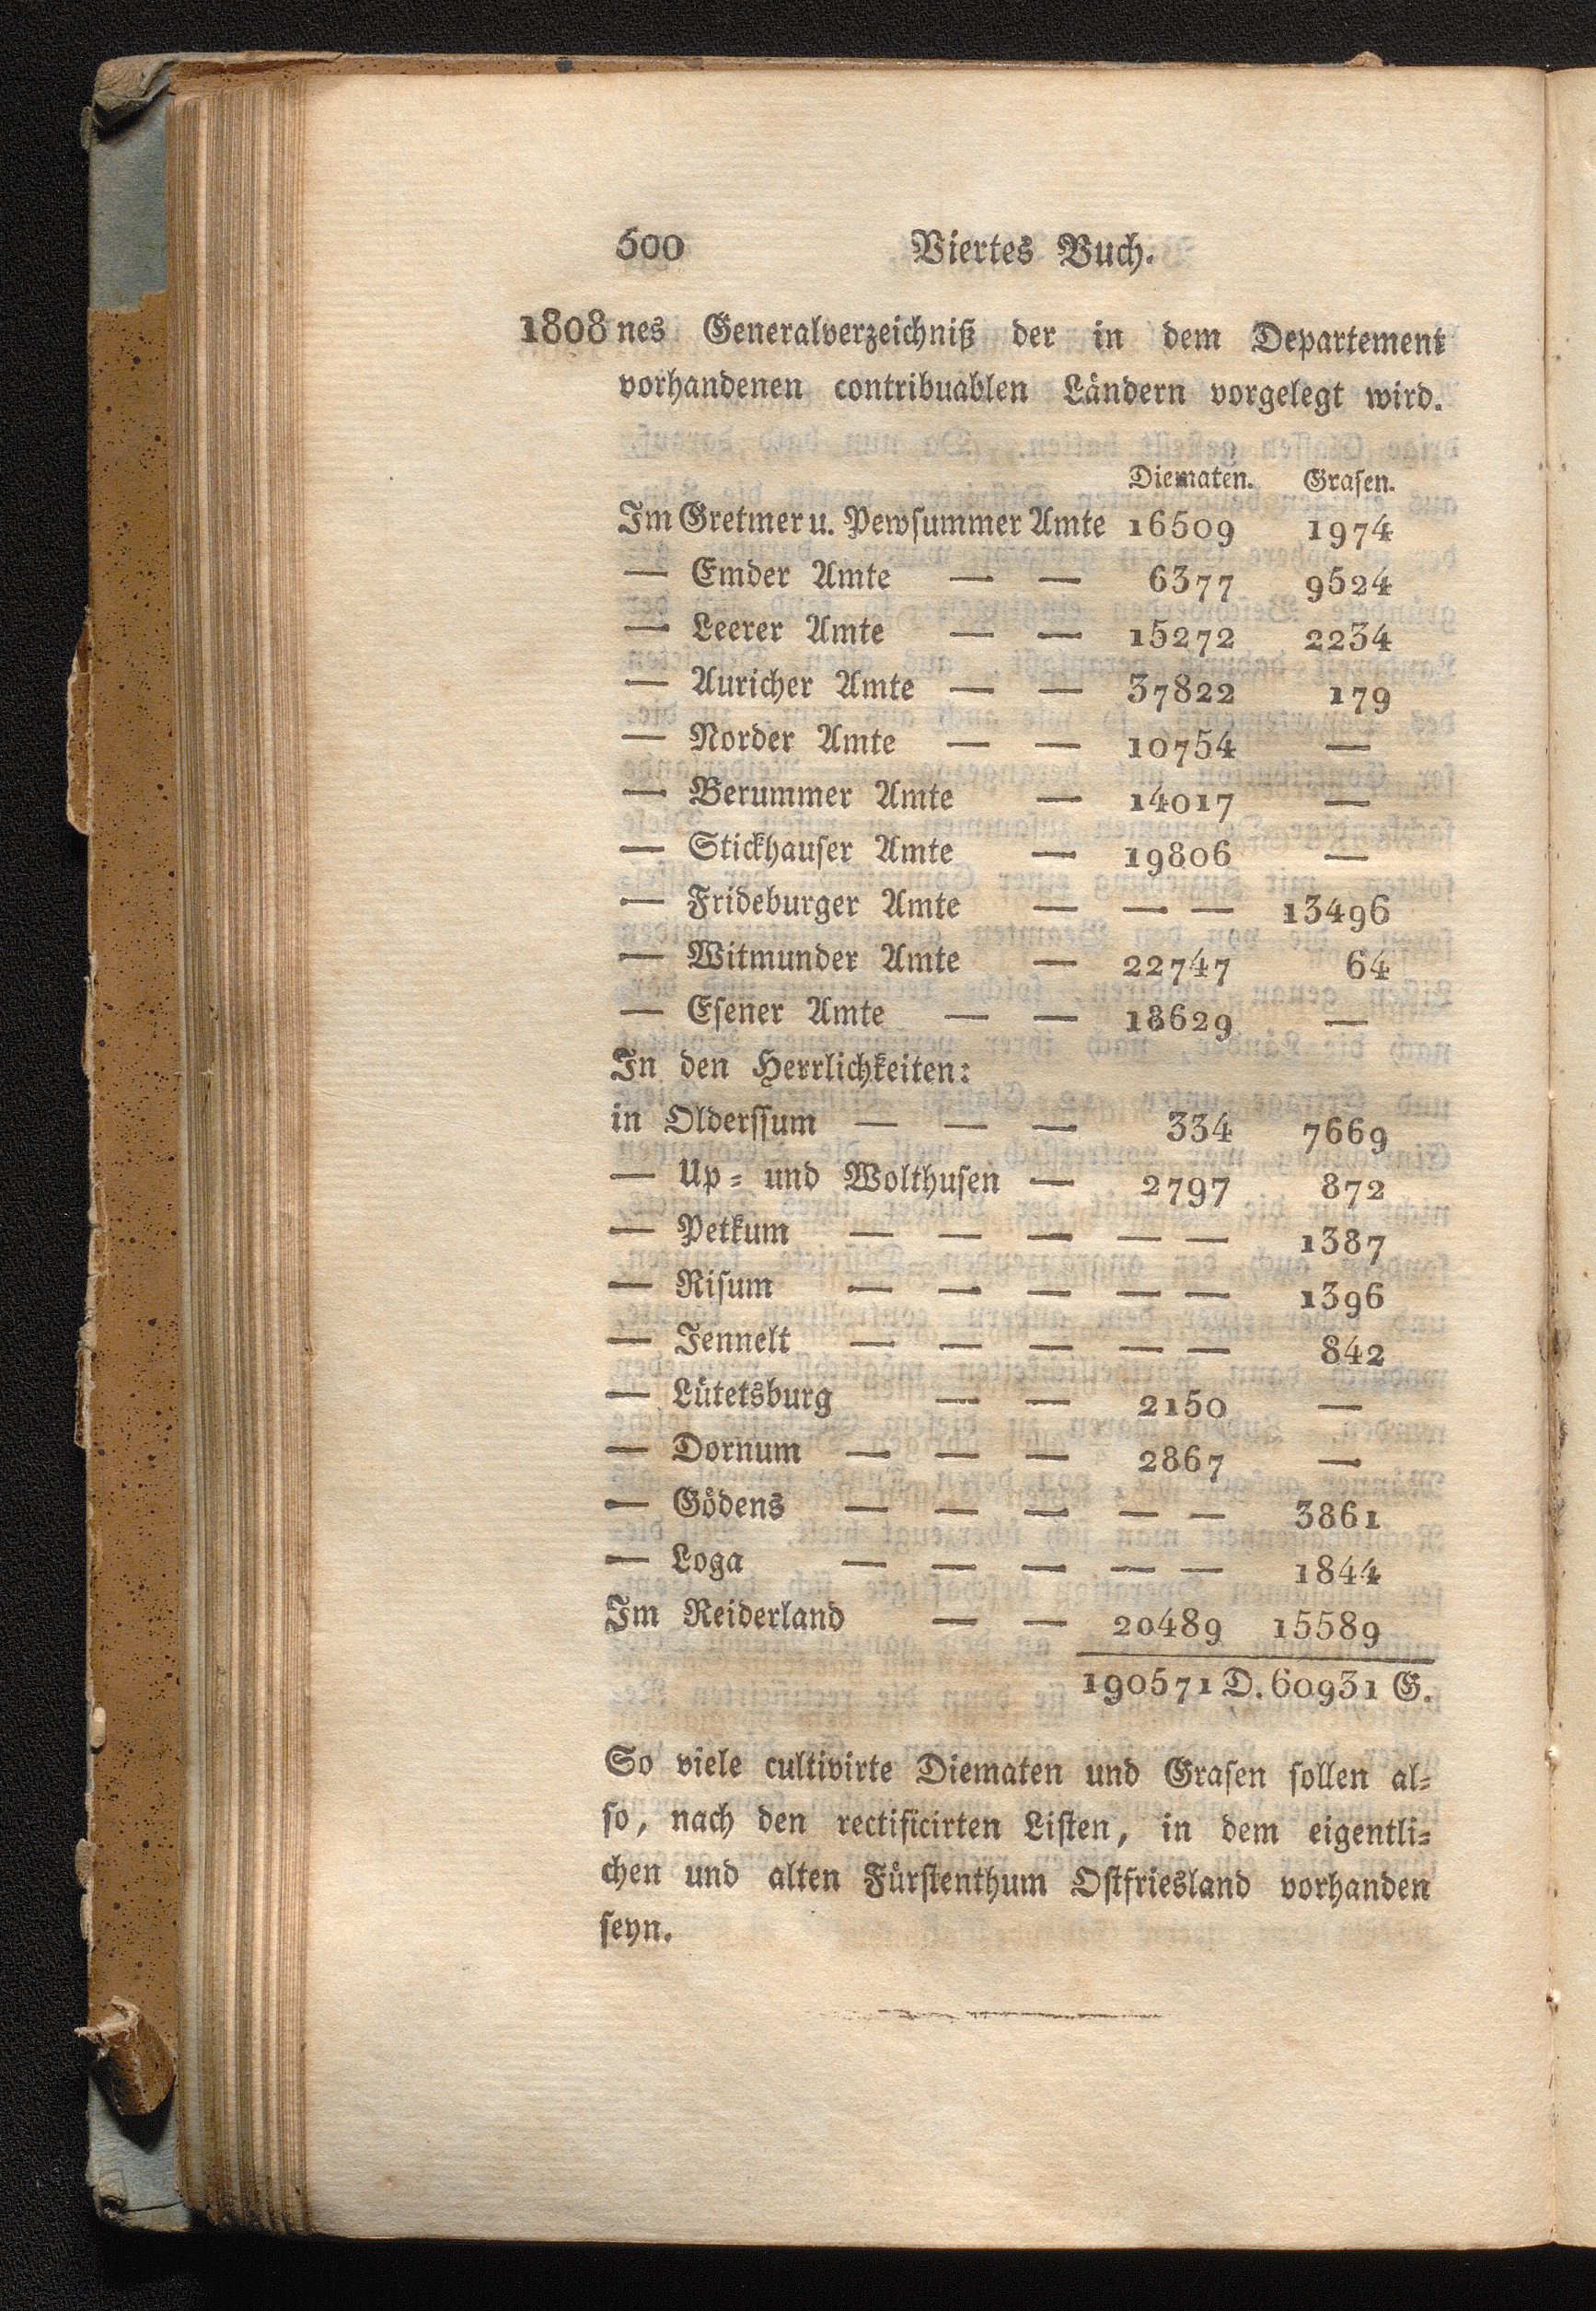 500 Viertes Buch.
1808 nes Generalverzeichniß der in dem Departement
vorhandenen contribuablen Ländern vorgelegt wird.
Diematen. Grasen.
Im Gretmer u. Pewsummer Amte 16509 1974
— Emder Amte — — 6377 9524
— Leerer Amte — — 15272 2234
— Auricher Amte — — 37822 179
— Norder Amte — — 10754 —
— Berummer Amte — 14017 —
— Stickhauser Amte — 19806 —
— Frideburger Amte — — — 13496
— Witmunder Amte — 22747 64
— Esener Amte — — 18629 —
In den Herrlichkeiten:
in Olderssum — — — 334 7669
— Up- und Wolthusen — 2797 872
— Petkum — — — — — 1387
— Risum — — — — — 1396
— Jennelt — — — — — 842
— Lütetsburg — — 2150 —
— Dornum — — — 2867 —
— Gödens — — — — — 3861
— Loga — — — — — 1844
Im Reiderland — — 20489 15589
190571 D. 60931 G.
So viele cultivirte Diematen und Grasen sollen al-
so, nach den rectificirten Listen, in dem eigentli-
chen und alten Fürstenthum Ostfriesland vorhanden
seyn.